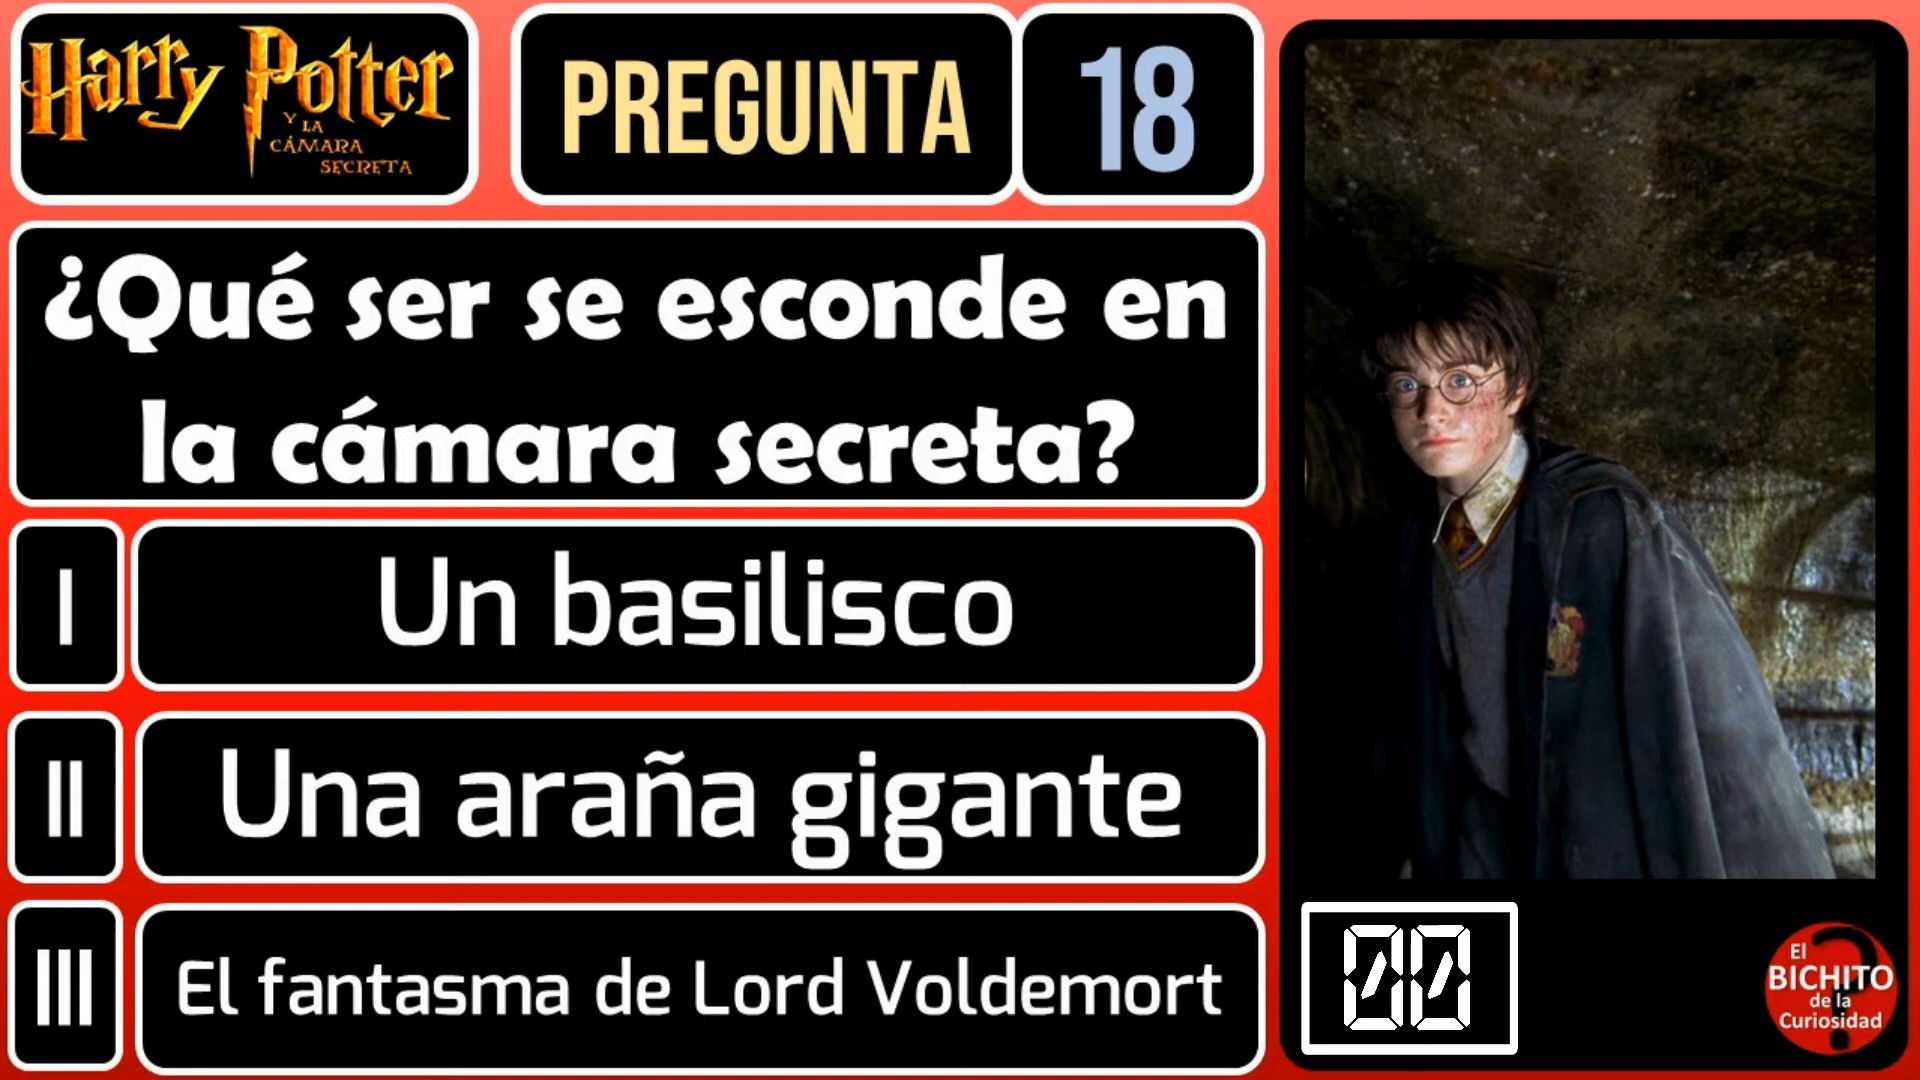 Harry Potter
Y LA
CÁMARA
SECRETA
PREGUNTA
18
¿Qué ser se esconde en
la cámara secreta?
I
Un basilisco
II
Una araña gigante
III
El fantasma de Lord Voldemort
00
El
BICHITO
de la
Curiosidad
?